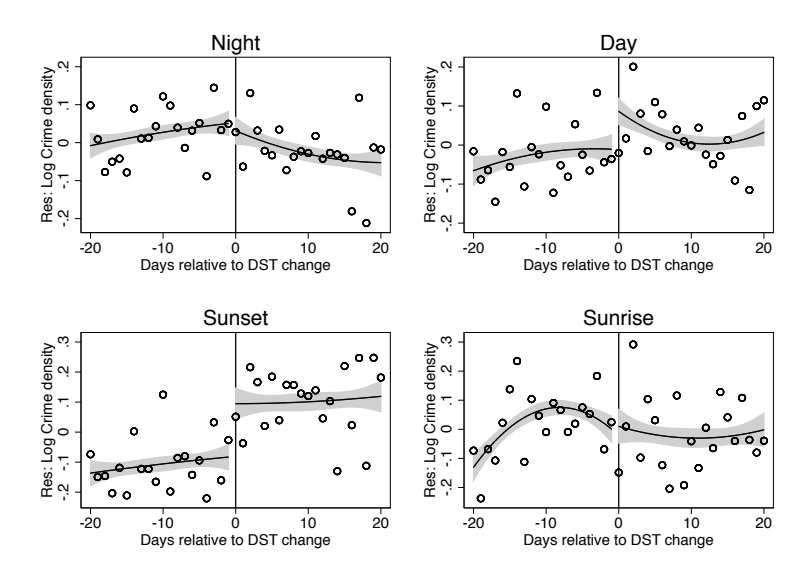 Night
Res: Log Crime density
.2
.1
0
-.1
-.2
-20 -10 0 10 20
Days relative to DST change
Day
Res: Log Crime density
.2
.1
0
-.1
-.2
-20 -10 0 10 20
Days relative to DST change
Sunset
Res: Log Crime density
.3
.2
.1
0
-.1
-.2
-20 -10 0 10 20
Days relative to DST change
Sunrise
Res: Log Crime density
.3
.2
.1
0
-.1
-.2
-20 -10 0 10 20
Days relative to DST change